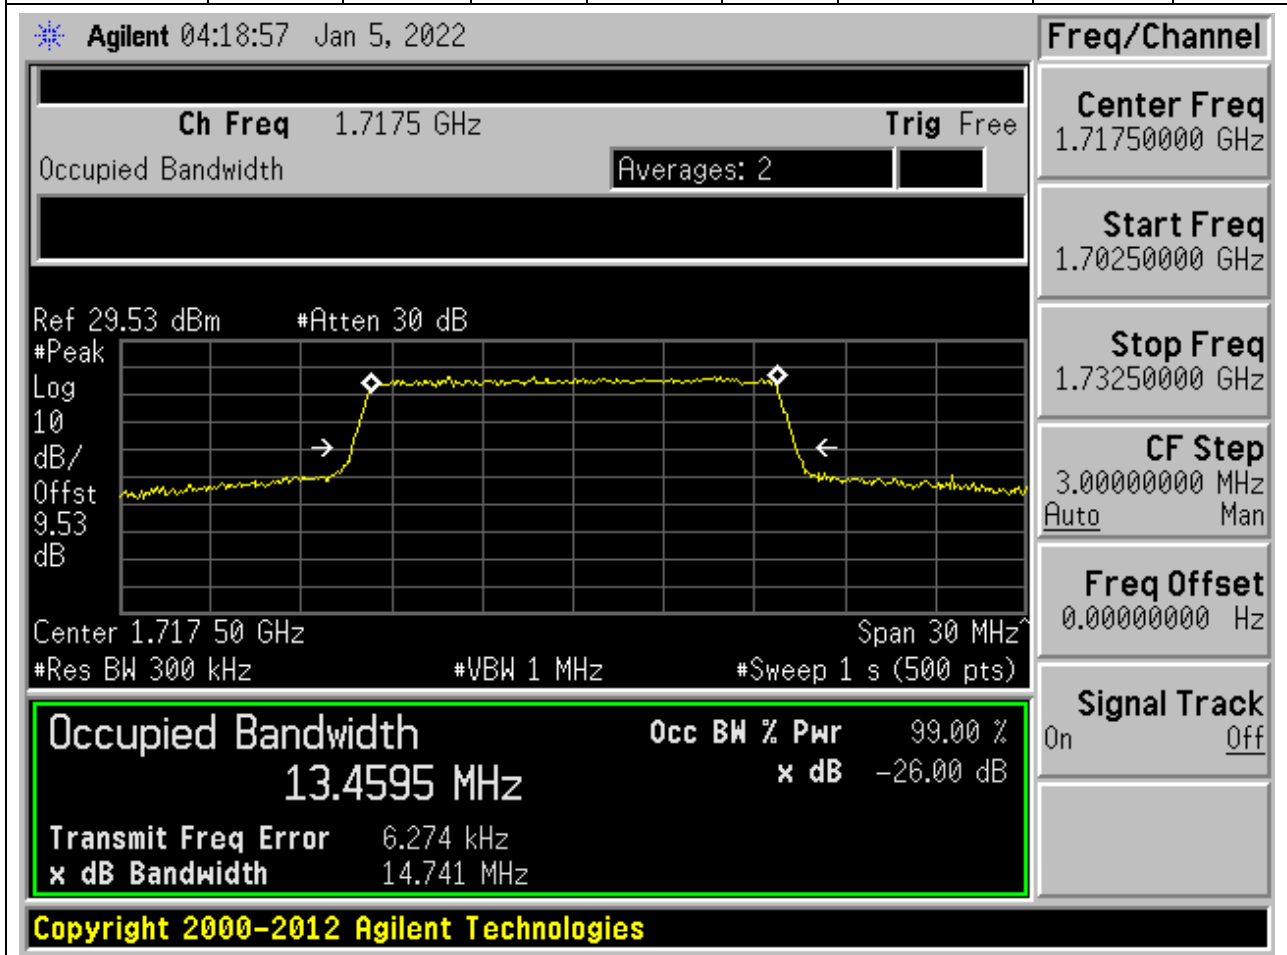 Agilent 04:18:57 Jan 5, 2022
Freq/Channel
Ch Freq 1.7175 GHz Trig Free
Occupied Bandwidth Averages: 2
Center Freq
1.71750000 GHz
Start Freq
1.70250000 GHz
Stop Freq
1.73250000 GHz
CF Step
3.00000000 MHz
Auto Man
Freq Offset
0.00000000 Hz
Signal Track
On Off
Ref 29.53 dBm #Atten 30 dB
#Peak
Log
10
dB/
Offst
9.53
dB
Center 1.717 50 GHz Span 30 MHz^
#Res BW 300 kHz #VBW 1 MHz #Sweep 1 s (500 pts)
Occupied Bandwidth Occ BW % Pwr 99.00 %
13.4595 MHz x dB -26.00 dB
Transmit Freq Error 6.274 kHz
x dB Bandwidth 14.741 MHz
Copyright 2000-2012 Agilent Technologies